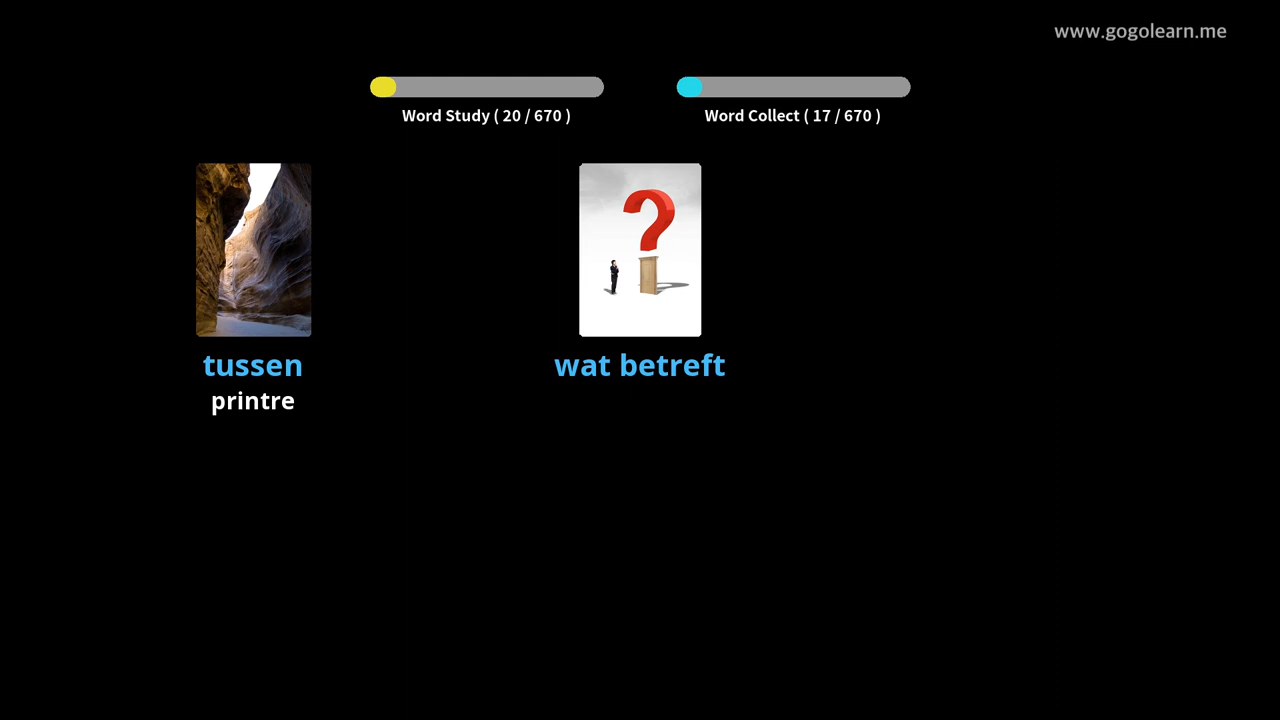 www.gogolearn.me
Word Study ( 20 / 670 )
Word Collect ( 17 / 670 )
tussen
printre
wat betreft